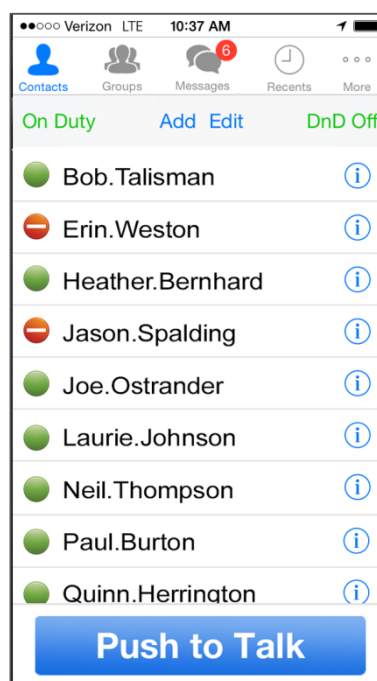 Verizon LTE 10:37 AM
6
Contacts Groups Messages Recents More
On Duty Add Edit DnD Off
Bob.Talisman i
Erin.Weston i
Heather.Bernhard i
Jason.Spalding i
Joe.Ostrander i
Laurie.Johnson i
Neil.Thompson i
Paul.Burton i
Quinn.Herrington i
Push to Talk